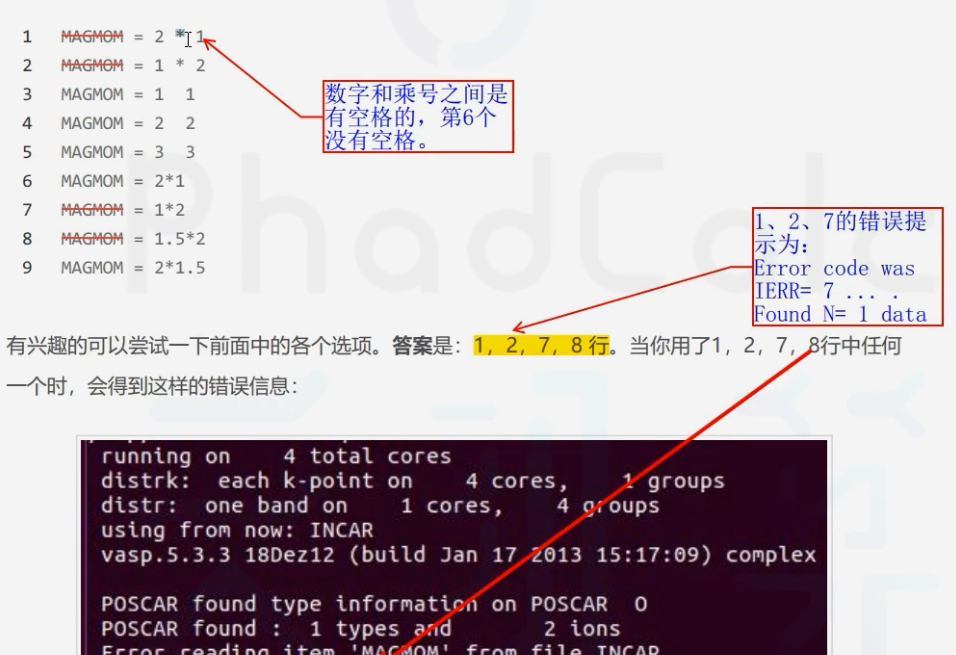 1 MAGMOM = 2 * 1
2 MAGMOM = 1 * 2
3 MAGMOM = 1 1
4 MAGMOM = 2 2
5 MAGMOM = 3 3
6 MAGMOM = 2*1
7 MAGMOM = 1*2
8 MAGMOM = 1.5*2
9 MAGMOM = 2*1.5
数字和乘号之间是
有空格的，第6个
没有空格。
PhadCalc
1、2、7的错误提
示为：
Error code was
IERR= 7 ... .
Found N= 1 data
有兴趣的可以尝试一下前面中的各个选项。答案是：1，2，7，8 行。当你用了1，2，7，8行中任何
一个时，会得到这样的错误信息：
running on 4 total cores
distrk: each k-point on 4 cores, 1 groups
distr: one band on 1 cores, 4 groups
using from now: INCAR
vasp.5.3.3 18Dez12 (build Jan 17 2013 15:17:09) complex
POSCAR found type information on POSCAR O
POSCAR found : 1 types and 2 ions
Error reading item 'MAGMOM' from file INCAR